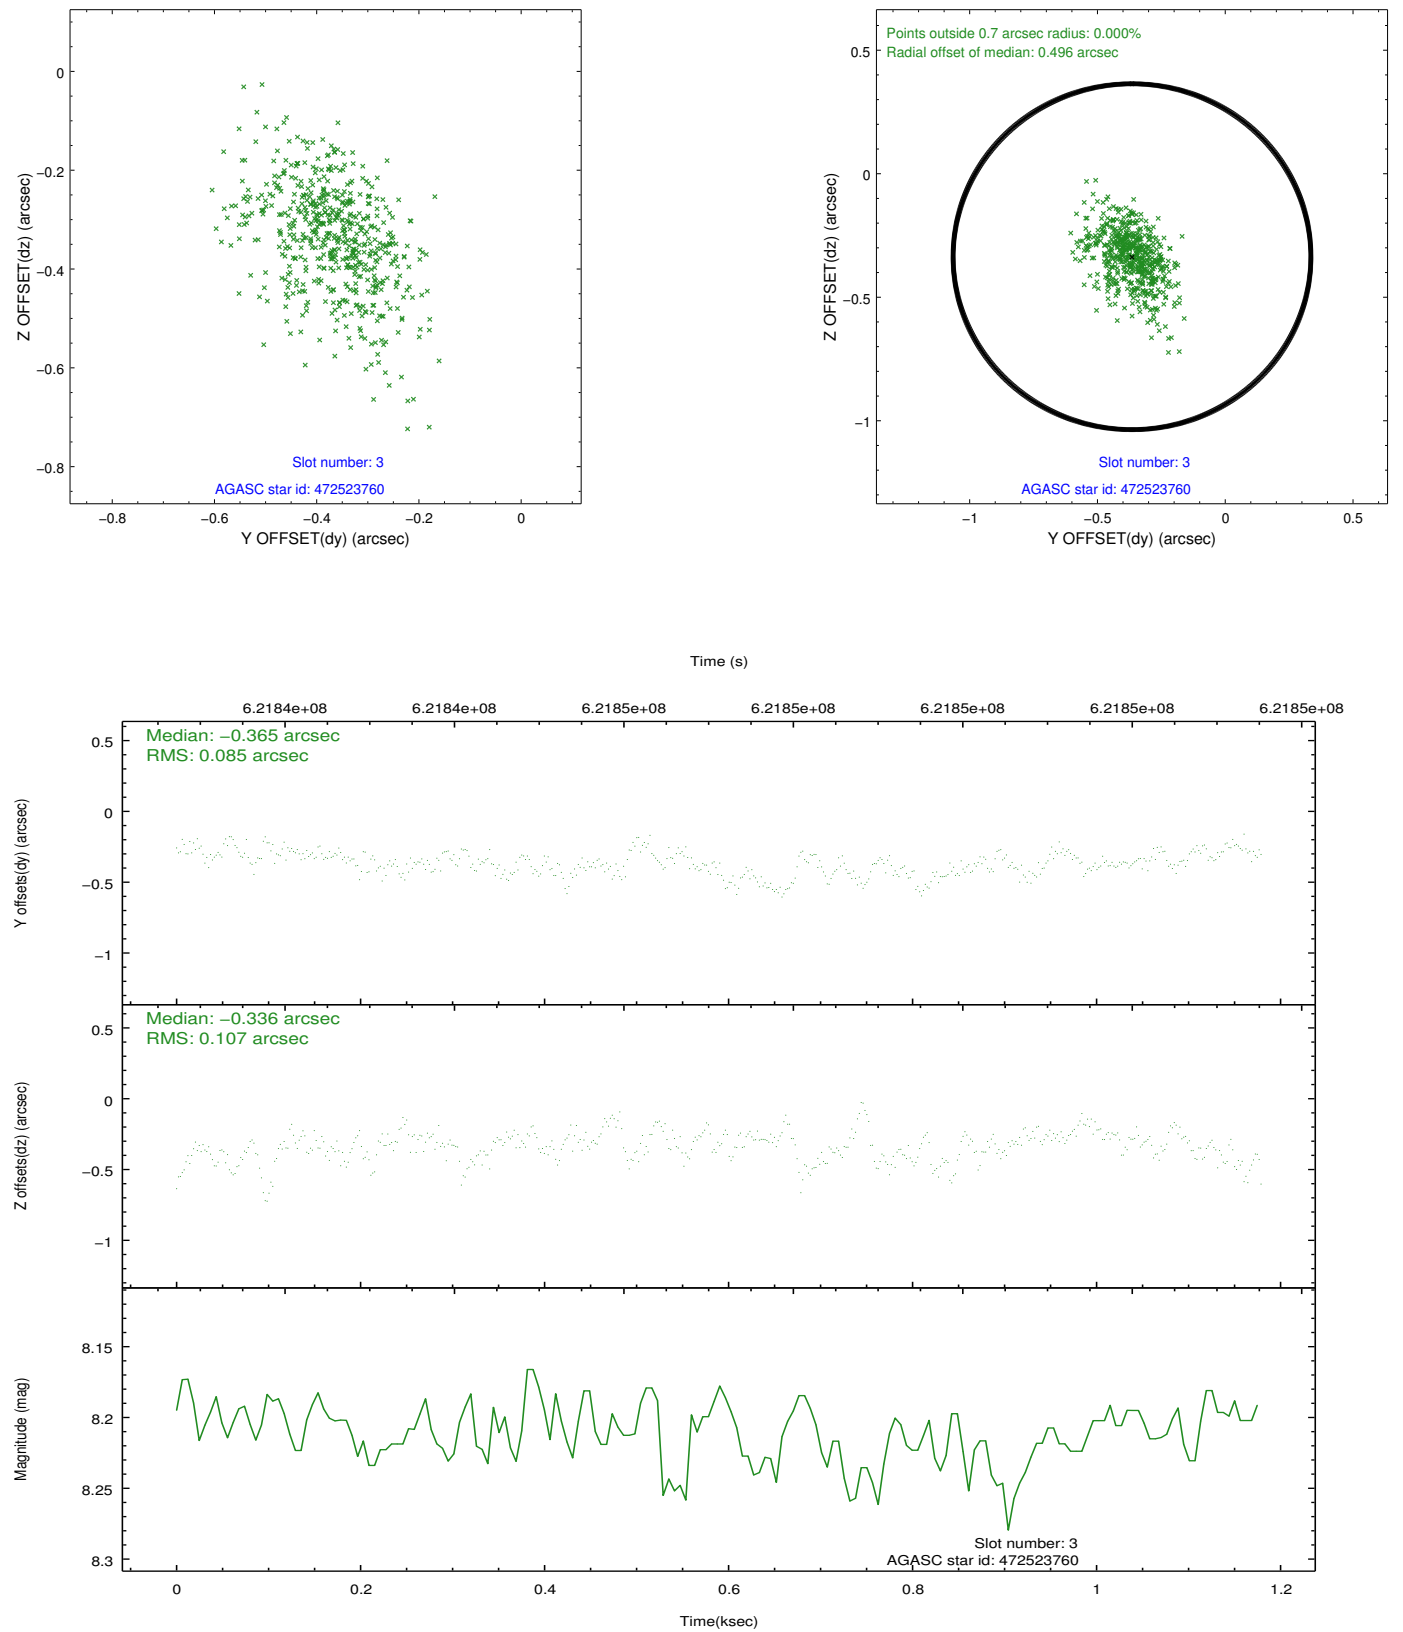 0
−0.2
−0.4
−0.6
−0.8
Z OFFSET(dz) (arcsec)
Slot number: 3
AGASC star id: 472523760
−0.8 −0.6 −0.4 −0.2 0
Y OFFSET(dy) (arcsec)
Points outside 0.7 arcsec radius: 0.000%
Radial offset of median: 0.496 arcsec
0.5
0
−0.5
−1
Z OFFSET(dz) (arcsec)
Slot number: 3
AGASC star id: 472523760
−1 −0.5 0 0.5
Y OFFSET(dy) (arcsec)
Time (s)
6.2184e+08 6.2184e+08 6.2185e+08 6.2185e+08 6.2185e+08 6.2185e+08 6.2185e+08
Median: −0.365 arcsec
RMS: 0.085 arcsec
0.5
0
−0.5
−1
Y offsets(dy) (arcsec)
Median: −0.336 arcsec
RMS: 0.107 arcsec
0.5
0
−0.5
−1
Z offsets(dz) (arcsec)
8.15
8.2
8.25
8.3
Magnitude (mag)
Slot number: 3
AGASC star id: 472523760
0 0.2 0.4 0.6 0.8 1 1.2
Time(ksec)